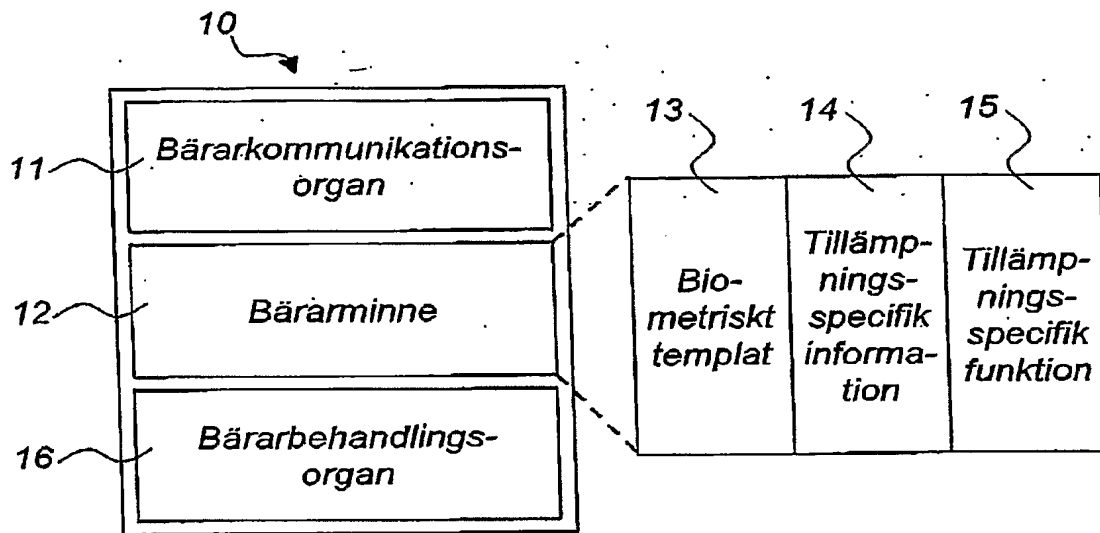 10
11
Bärarkommunikations-
organ
12
Bärarminne
16
Bärarbehandlings-
organ
13
Bio-
metriskt
templat
14
Tillämp-
nings-
specifik
informa-
tion
15
Tillämp-
nings-
specifik
funktion